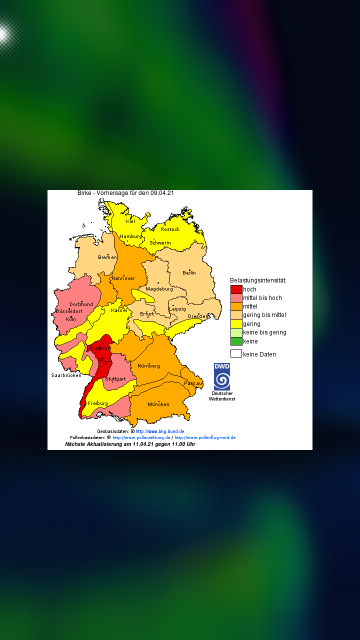 Birke - Vorhersage für den 09.04.21
Kiel
Rostock
Hamburg
Schwerin
Bremen
Berlin
Hannover
Magdeburg
Dortmund
Düsseldorf
Köln
Kassel
Leipzig
Erfurt
Dresden
Saarbrücken
Stuttgart
Nürnberg
Passau
Freiburg
München
Belastungsintensität
hoch
mittel bis hoch
mittel
gering bis mittel
gering
keine bis gering
keine
keine Daten
DWD
Deutscher
Wetterdienst
Geobasisdaten: © http://www.bkg.bund.de
Pollenbasisdaten: © http://www.pollenstiftung.de / http://www.pollenflug-nord.de
Nächste Aktualisierung am 11.04.21 gegen 11.00 Uhr